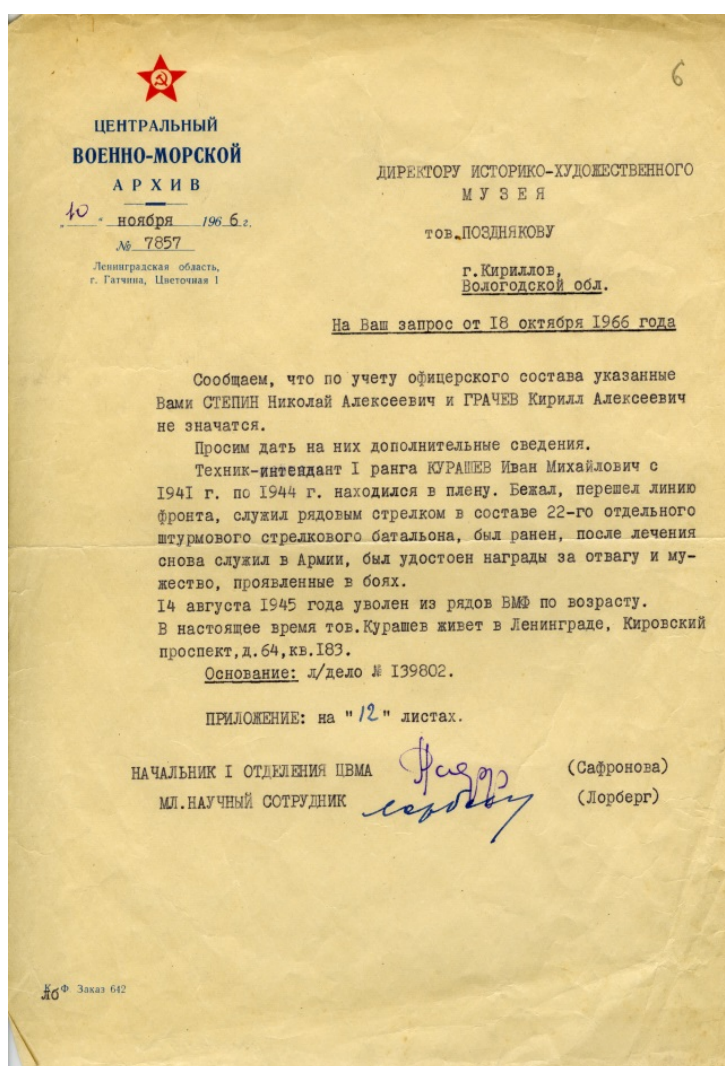 6
ЦЕНТРАЛЬНЫЙ
ВОЕННО-МОРСКОЙ
АРХИВ
"10" ноября 1966 г.
№ 7857
Ленинградская область,
г. Гатчина, Цветочная 1
ДИРЕКТОРУ ИСТОРИКО-ХУДОЖЕСТВЕННОГО
МУЗЕЯ
тов.ПОЗДНЯКОВУ
г.Кириллов,
Вологодской обл.
На Ваш запрос от 18 октября 1966 года
Сообщаем, что по учету офицерского состава указанные
Вами СТЕПИН Николай Алексеевич и ГРАЧЕВ Кирилл Алексеевич
не значатся.
Просим дать на них дополнительные сведения.
Техник-интендант I ранга КУРАШЕВ Иван Михайлович с
1941 г. по 1944 г. находился в плену. Бежал, перешел линию
фронта, служил рядовым стрелком в составе 22-го отдельного
штурмового стрелкового батальона, был ранен, после лечения
снова служил в Армии, был удостоен награды за отвагу и му-
жество, проявленные в боях.
14 августа 1945 года уволен из рядов ВМФ по возрасту.
В настоящее время тов.Курашев живет в Ленинграде, Кировский
проспект,д.64,кв.183.
Основание: л/дело № 139802.
ПРИЛОЖЕНИЕ: на "12" листах.
НАЧАЛЬНИК I ОТДЕЛЕНИЯ ЦВМА (Сафронова)
МЛ.НАУЧНЫЙ СОТРУДНИК (Лорберг)
Ф. Заказ 642
лб